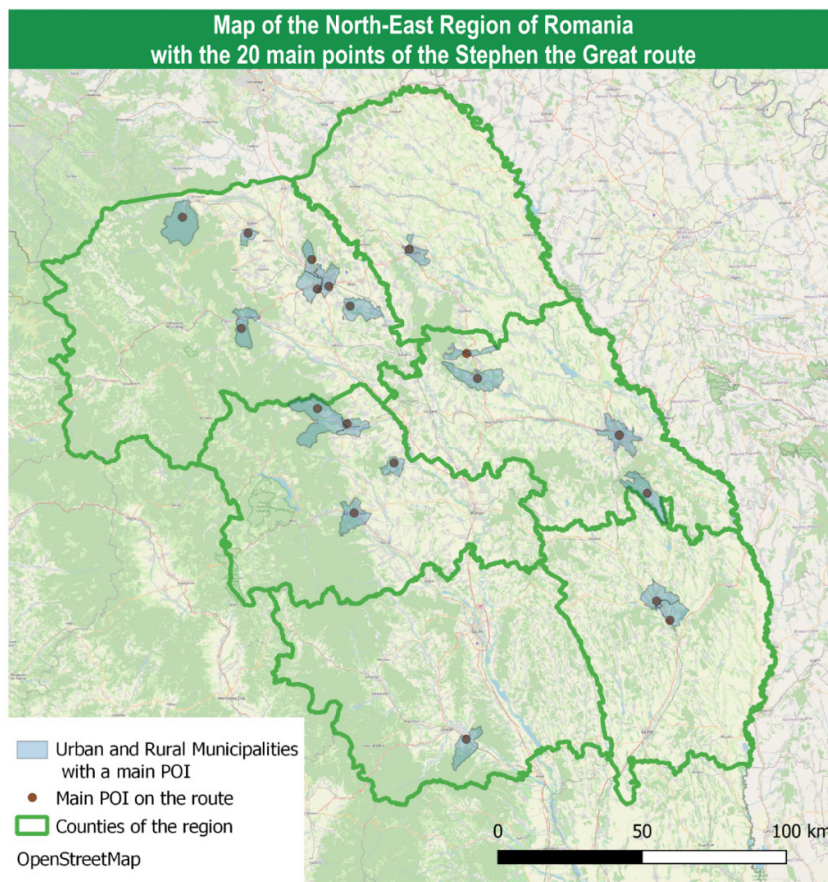 Map of the North-East Region of Romania
with the 20 main points of the Stephen the Great route
Urban and Rural Municipalities
with a main POI
Main POI on the route
Counties of the region
OpenStreetMap
0 50 100 km